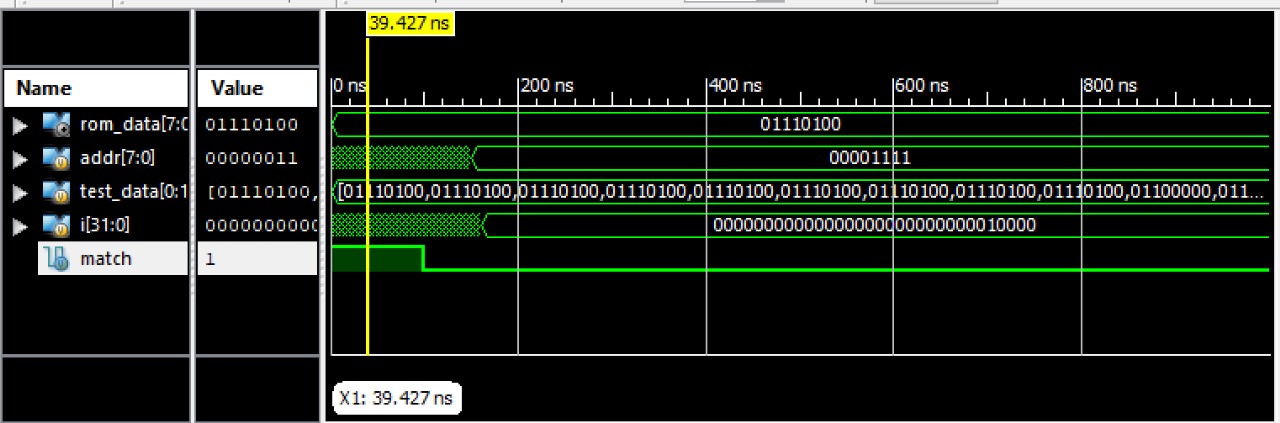 39.427 ns
Name Value 0 ns 200 ns 400 ns 600 ns 800 ns
rom_data[7:0 01110100 01110100
addr[7:0] 00000011 00001111
test_data[0:1 [01110100, [01110100,01110100,01110100,01110100,01110100,01110100,01110100,01110100,01110100,01100000,011...
i[31:0] 0000000000 00000000000000000000000000010000
match 1
X1: 39.427 ns